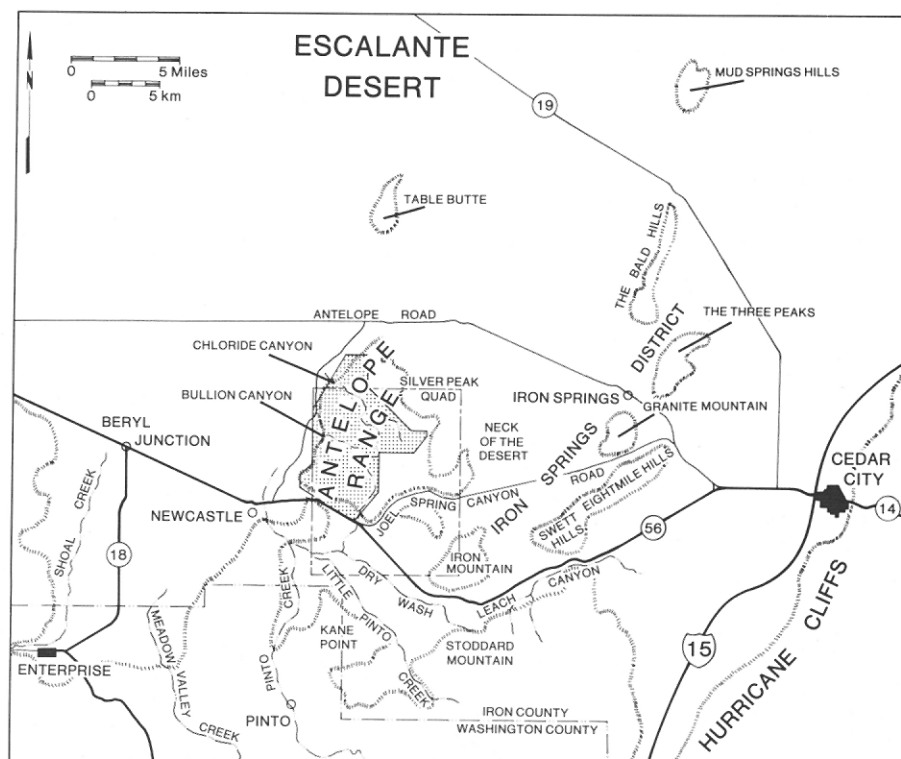 ESCALANTE
DESERT
N
0 5 Miles
0 5 km
19
MUD SPRINGS HILLS
TABLE BUTTE
THE BALD HILLS
ANTELOPE ROAD
THE THREE PEAKS
CHLORIDE CANYON
DISTRICT
SILVER PEAK
QUAD
BULLION CANYON
ANTELOPE
RANGE
IRON SPRINGS
GRANITE MOUNTAIN
BERYL
JUNCTION
NECK
OF THE
DESERT
IRON SPRINGS
CEDAR
CITY
14
NEWCASTLE
JOEL SPRING CANYON ROAD
SWETT
HILLS
EIGHTMILE HILLS
56
SHOAL CREEK
18
IRON
MOUNTAIN
DRY WASH
LEACH CANYON
LITTLE PINTO CREEK
PINTO CREEK
MEADOW VALLEY CREEK
KANE
POINT
STODDARD
MOUNTAIN
ENTERPRISE
15
HURRICANE CLIFFS
PINTO
IRON COUNTY
WASHINGTON COUNTY